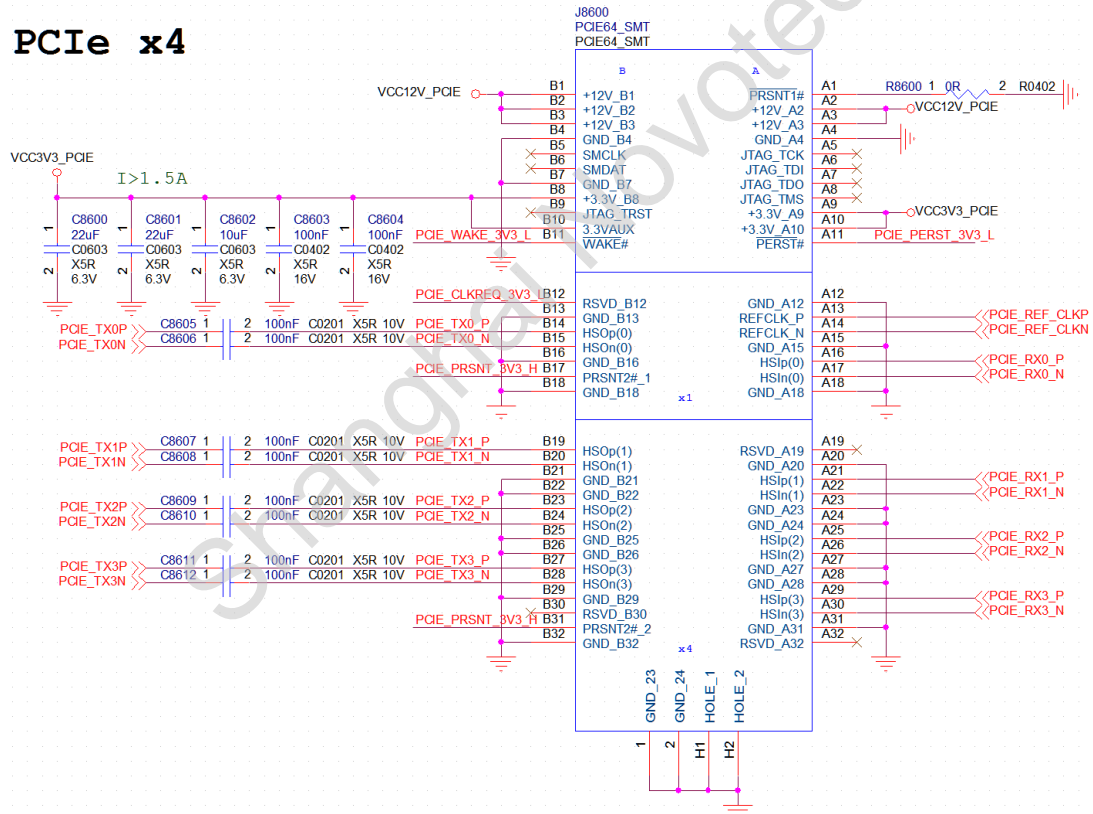 PCIe x4
J8600
PCIE64_SMT
PCIE64_SMT
B
A
VCC12V_PCIE
B1
B2
B3
B4
B5
B6
B7
B8
B9
B10
B11
+12V_B1
+12V_B2
+12V_B3
GND_B4
SMCLK
SMDAT
GND_B7
+3.3V_B8
JTAG_TRST
3.3VAUX
WAKE#
PRSNT1#
+12V_A2
+12V_A3
GND_A4
JTAG_TCK
JTAG_TDI
JTAG_TDO
JTAG_TMS
+3.3V_A9
+3.3V_A10
PERST#
A1
A2
A3
A4
A5
A6
A7
A8
A9
A10
A11
R8600 1 0R 2 R0402
VCC12V_PCIE
VCC3V3_PCIE
PCIE_PERST_3V3_L
VCC3V3_PCIE
I>1.5A
1 C8600
22uF
C0603
2 X5R
6.3V
1 C8601
22uF
C0603
2 X5R
6.3V
1 C8602
10uF
C0603
2 X5R
6.3V
1 C8603
100nF
C0402
2 X5R
16V
1 C8604
100nF
C0402
2 X5R
16V
PCIE_WAKE_3V3_L
PCIE_CLKREQ_3V3_L
PCIE_TX0P C8605 1 2 100nF C0201 X5R 10V PCIE_TX0_P
PCIE_TX0N C8606 1 2 100nF C0201 X5R 10V PCIE_TX0_N
PCIE_PRSNT_3V3_H
B12
B13
B14
B15
B16
B17
B18
RSVD_B12
GND_B13
HSOp(0)
HSOn(0)
GND_B16
PRSNT2#_1
GND_B18
x1
GND_A12
REFCLK_P
REFCLK_N
GND_A15
HSIp(0)
HSIn(0)
GND_A18
A12
A13
A14
A15
A16
A17
A18
PCIE_REF_CLKP
PCIE_REF_CLKN
PCIE_RX0_P
PCIE_RX0_N
PCIE_TX1P C8607 1 2 100nF C0201 X5R 10V PCIE_TX1_P
PCIE_TX1N C8608 1 2 100nF C0201 X5R 10V PCIE_TX1_N
PCIE_TX2P C8609 1 2 100nF C0201 X5R 10V PCIE_TX2_P
PCIE_TX2N C8610 1 2 100nF C0201 X5R 10V PCIE_TX2_N
PCIE_TX3P C8611 1 2 100nF C0201 X5R 10V PCIE_TX3_P
PCIE_TX3N C8612 1 2 100nF C0201 X5R 10V PCIE_TX3_N
PCIE_PRSNT_3V3_H
B19
B20
B21
B22
B23
B24
B25
B26
B27
B28
B29
B30
B31
B32
HSOp(1)
HSOn(1)
GND_B21
GND_B22
HSOp(2)
HSOn(2)
GND_B25
GND_B26
HSOp(3)
HSOn(3)
GND_B29
RSVD_B30
PRSNT2#_2
GND_B32
x4
RSVD_A19
GND_A20
HSIp(1)
HSIn(1)
GND_A23
GND_A24
HSIp(2)
HSIn(2)
GND_A27
GND_A28
HSIp(3)
HSIn(3)
GND_A31
RSVD_A32
A19
A20
A21
A22
A23
A24
A25
A26
A27
A28
A29
A30
A31
A32
PCIE_RX1_P
PCIE_RX1_N
PCIE_RX2_P
PCIE_RX2_N
PCIE_RX3_P
PCIE_RX3_N
GND_23
GND_24
HOLE_1
HOLE_2
1
2
H1
H2
Shanghai Novotec